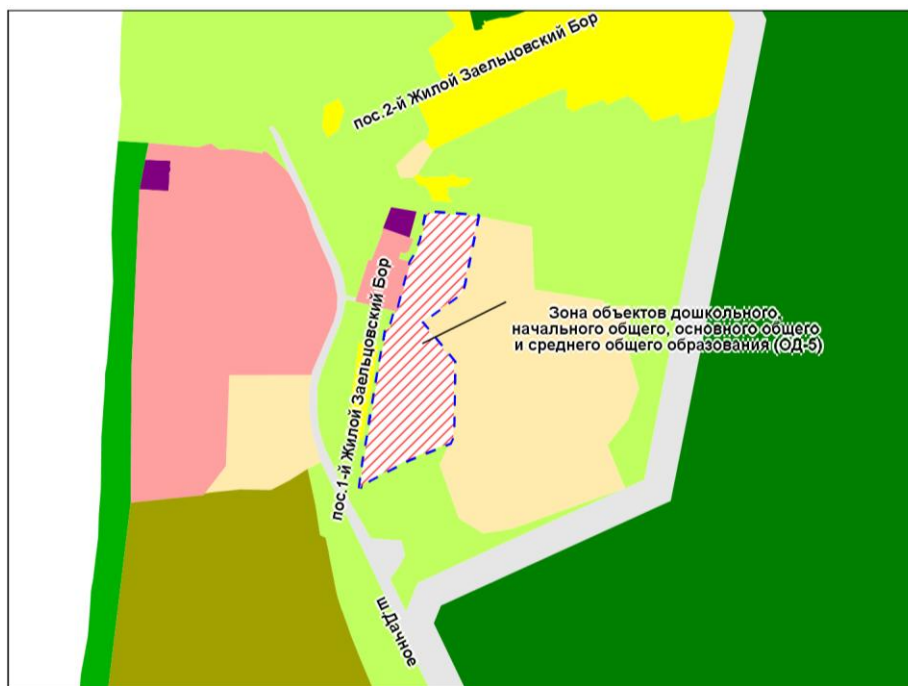 пос.2-й Жилой Заельцовский Бор
пос.1-й Жилой Заельцовский Бор
Зона объектов дошкольного,
начального общего, основного общего
и среднего общего образования (ОД-5)
ш.Дачное